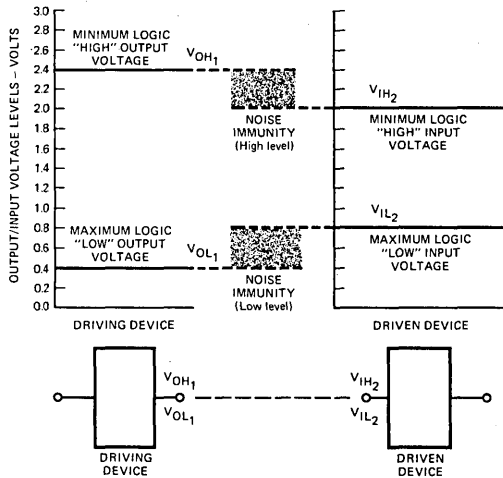 OUTPUT/INPUT VOLTAGE LEVELS – VOLTS
3.0
2.8
2.6
2.4
2.2
2.0
1.8
1.6
1.4
1.2
1.0
0.8
0.6
0.4
0.2
0.0
MINIMUM LOGIC
"HIGH" OUTPUT
VOLTAGE
VOH1
NOISE
IMMUNITY
(High level)
VIH2
MINIMUM LOGIC
"HIGH" INPUT
VOLTAGE
MAXIMUM LOGIC
"LOW" OUTPUT
VOLTAGE
VOL1
NOISE
IMMUNITY
(Low level)
VIL2
MAXIMUM LOGIC
"LOW" INPUT
VOLTAGE
DRIVING DEVICE
DRIVEN DEVICE
VOH1
VOL1
VIH2
VIL2
DRIVING
DEVICE
DRIVEN
DEVICE